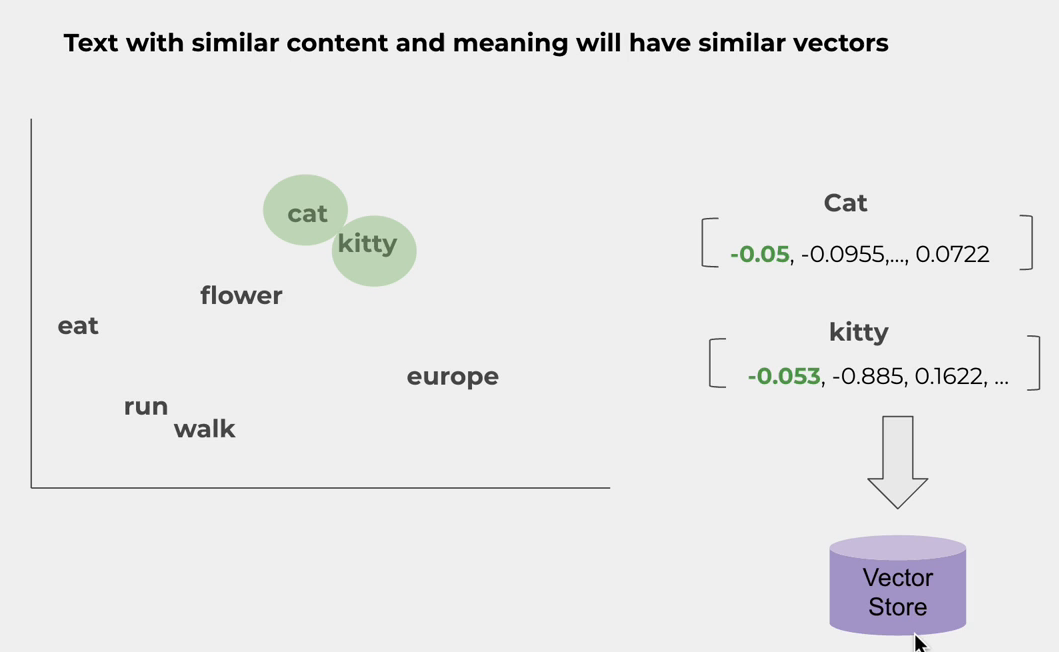 Text with similar content and meaning will have similar vectors
cat
kitty
flower
eat
europe
run
walk
Cat
-0.05, -0.0955,..., 0.0722
kitty
-0.053, -0.885, 0.1622, ...
Vector
Store